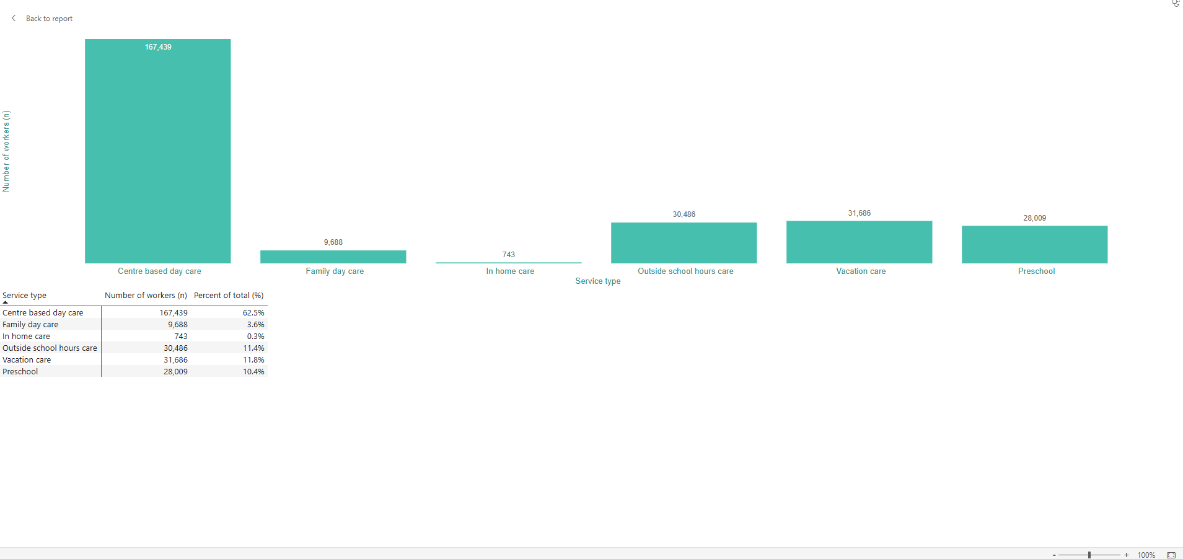 Back to report
167,439
9,688
743
30,486
31,686
28,009
Number of workers (n)
Centre based day care Family day care In home care Outside school hours care Vacation care Preschool
Service type
Service type Number of workers (n) Percent of total (%)
Centre based day care 167,439 62.5%
Family day care 9,688 3.6%
In home care 743 0.3%
Outside school hours care 30,486 11.4%
Vacation care 31,686 11.8%
Preschool 28,009 10.4%
- + 100%